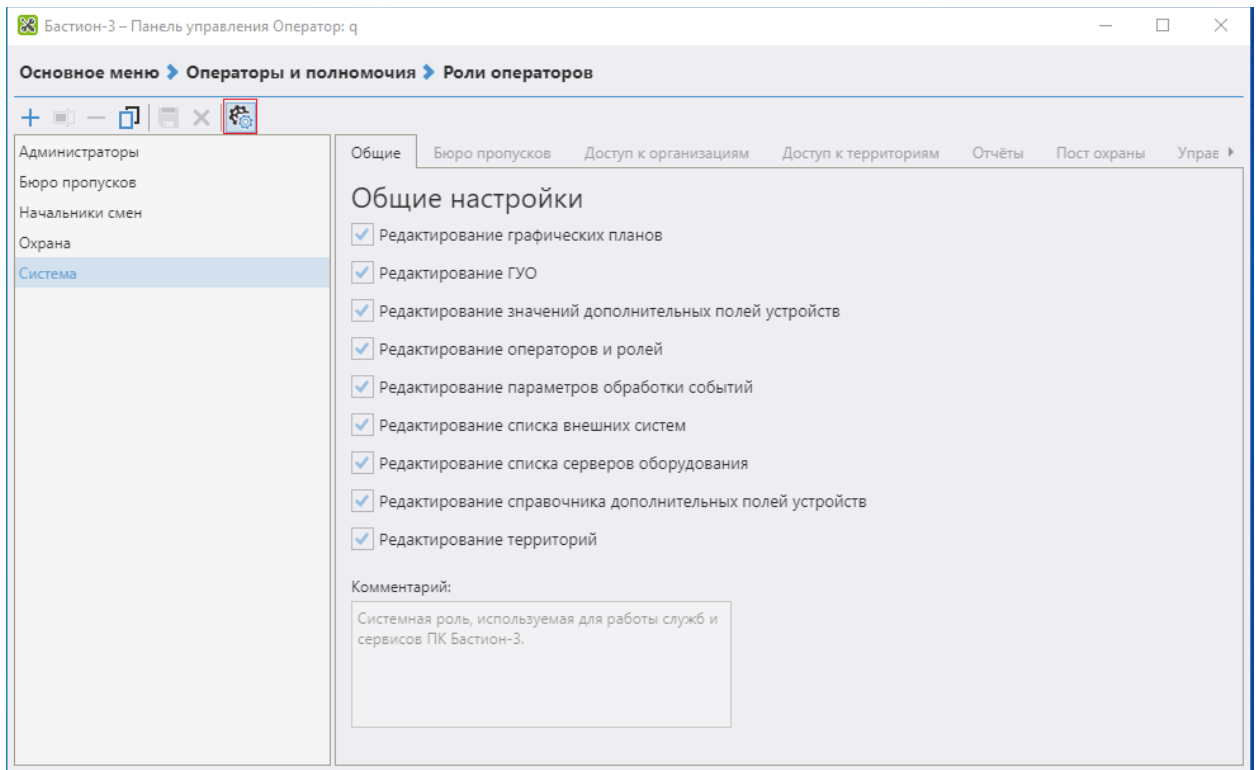 Бастион-3 – Панель управления Оператор: q
Основное меню Операторы и полномочия Роли операторов
Администраторы
Бюро пропусков
Начальники смен
Охрана
Система
Общие Бюро пропусков Доступ к организациям Доступ к территориям Отчёты Пост охраны Управ
Общие настройки
Редактирование графических планов
Редактирование ГУО
Редактирование значений дополнительных полей устройств
Редактирование операторов и ролей
Редактирование параметров обработки событий
Редактирование списка внешних систем
Редактирование списка серверов оборудования
Редактирование справочника дополнительных полей устройств
Редактирование территорий
Комментарий:
Системная роль, используемая для работы служб и
сервисов ПК Бастион-3.